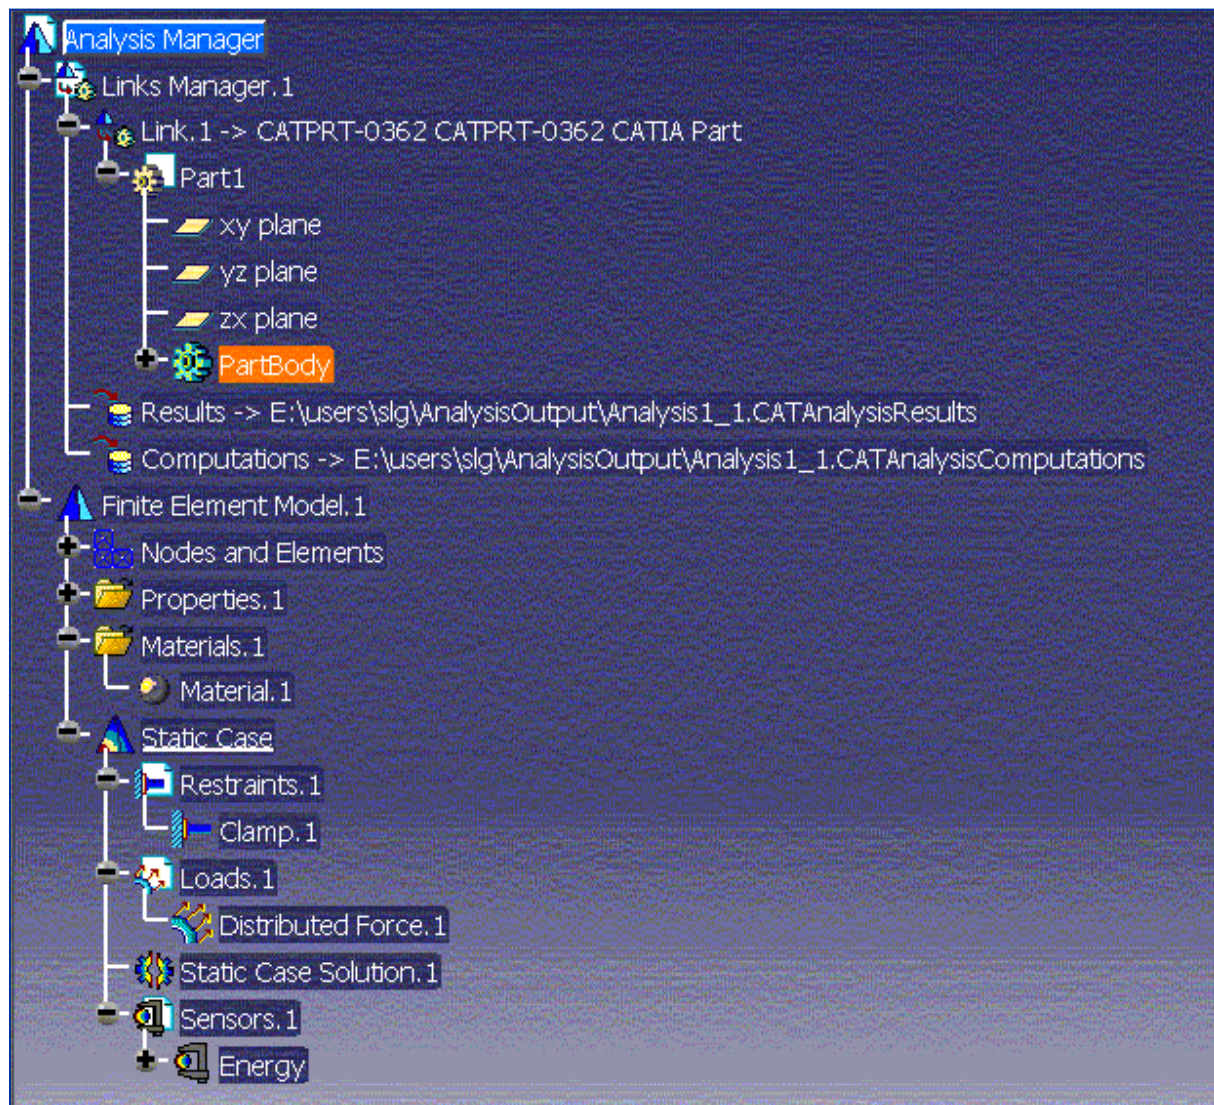 Analysis Manager
Links Manager.1
Link.1 -> CATPRT-0362 CATPRT-0362 CATIA Part
Part1
xy plane
yz plane
zx plane
PartBody
Results -> E:\users\slg\AnalysisOutput\Analysis1_1.CATAnalysisResults
Computations -> E:\users\slg\AnalysisOutput\Analysis1_1.CATAnalysisComputations
Finite Element Model.1
Nodes and Elements
Properties.1
Materials.1
Material.1
Static Case
Restraints.1
Clamp.1
Loads.1
Distributed Force.1
Static Case Solution.1
Sensors.1
Energy